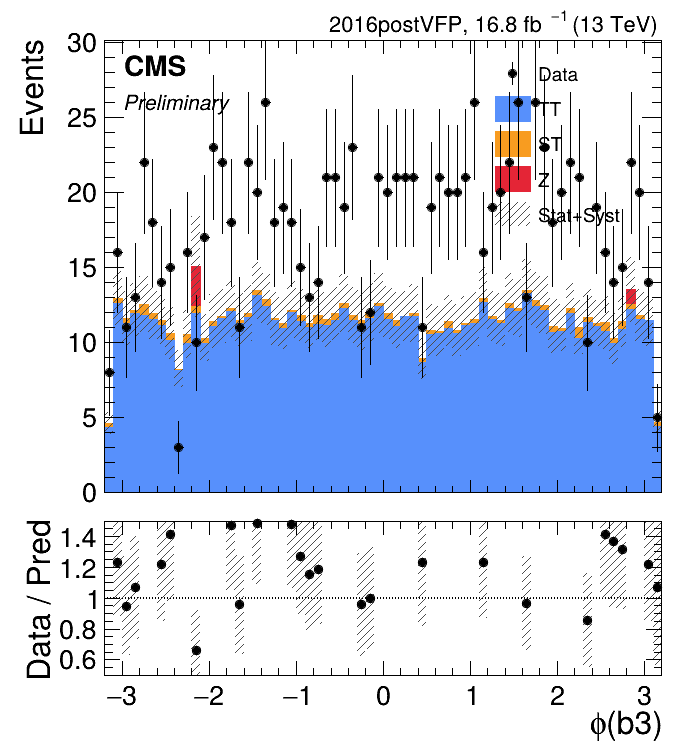 2016postVFP, 16.8 fb⁻¹ (13 TeV)
Events
30
25
20
15
10
5
0
CMS
Preliminary
Data
TT
ST
Z
Stat+Syst
Data / Pred
1.4
1.2
1
0.8
0.6
−3 −2 −1 0 1 2 3
ϕ(b3)